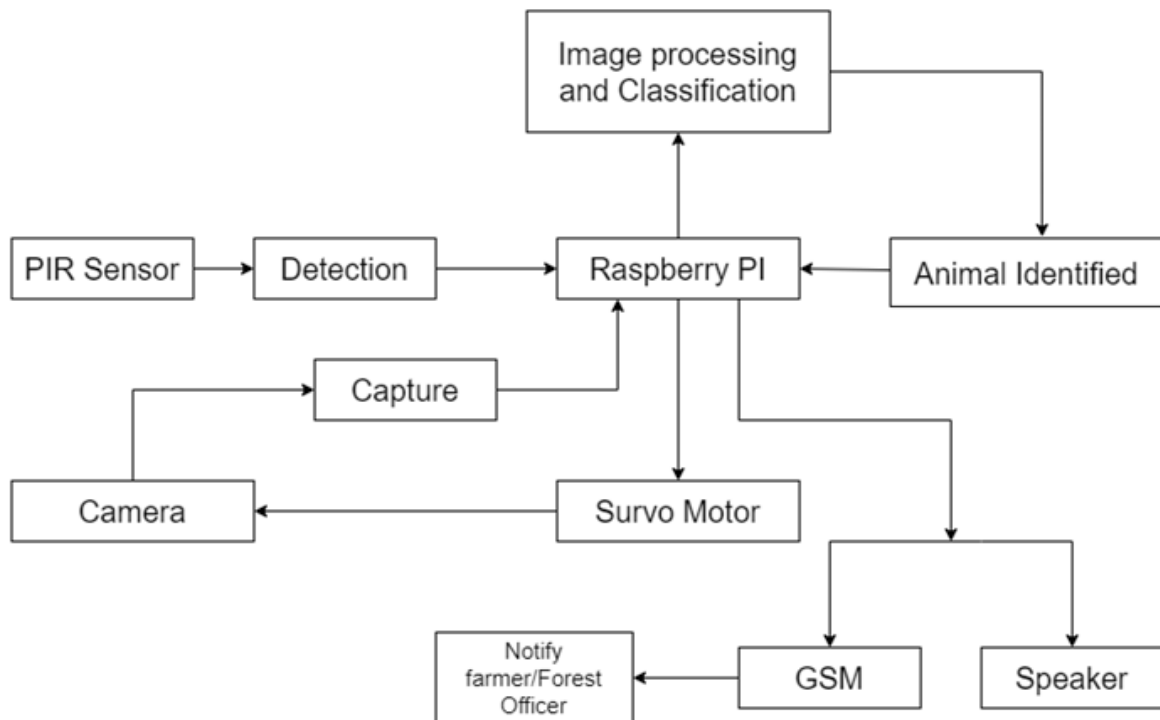 Image processing
and Classification
PIR Sensor
Detection
Raspberry PI
Animal Identified
Capture
Camera
Survo Motor
Notify
farmer/Forest
Officer
GSM
Speaker